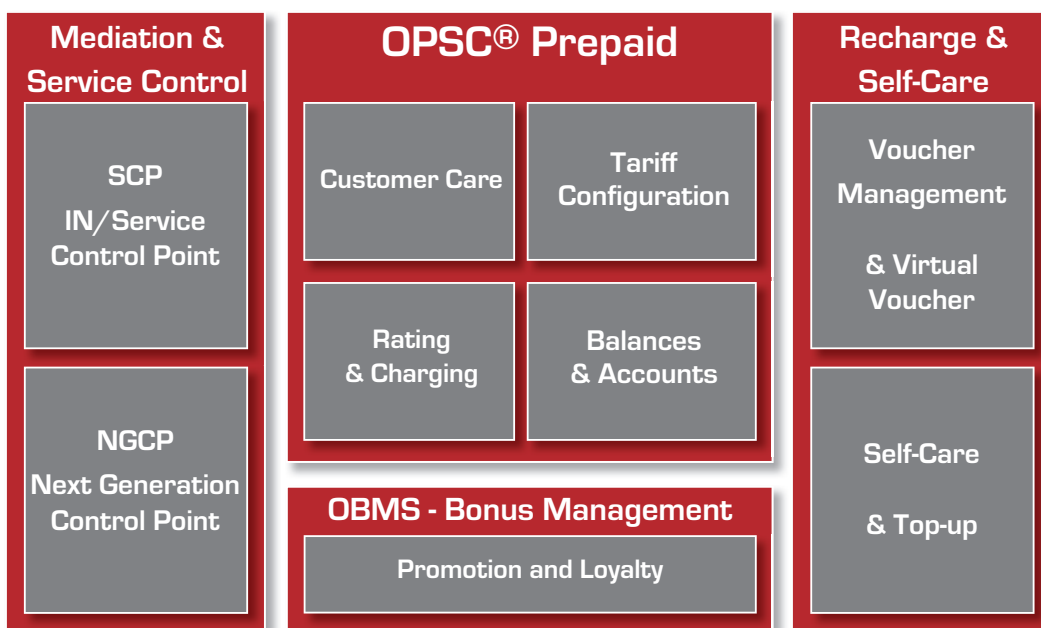 Mediation &
Service Control
SCP
IN/Service
Control Point
NGCP
Next Generation
Control Point
OPSC® Prepaid
Customer Care
Tariff
Configuration
Rating
& Charging
Balances
& Accounts
OBMS - Bonus Management
Promotion and Loyalty
Recharge &
Self-Care
Voucher
Management
& Virtual
Voucher
Self-Care
& Top-up